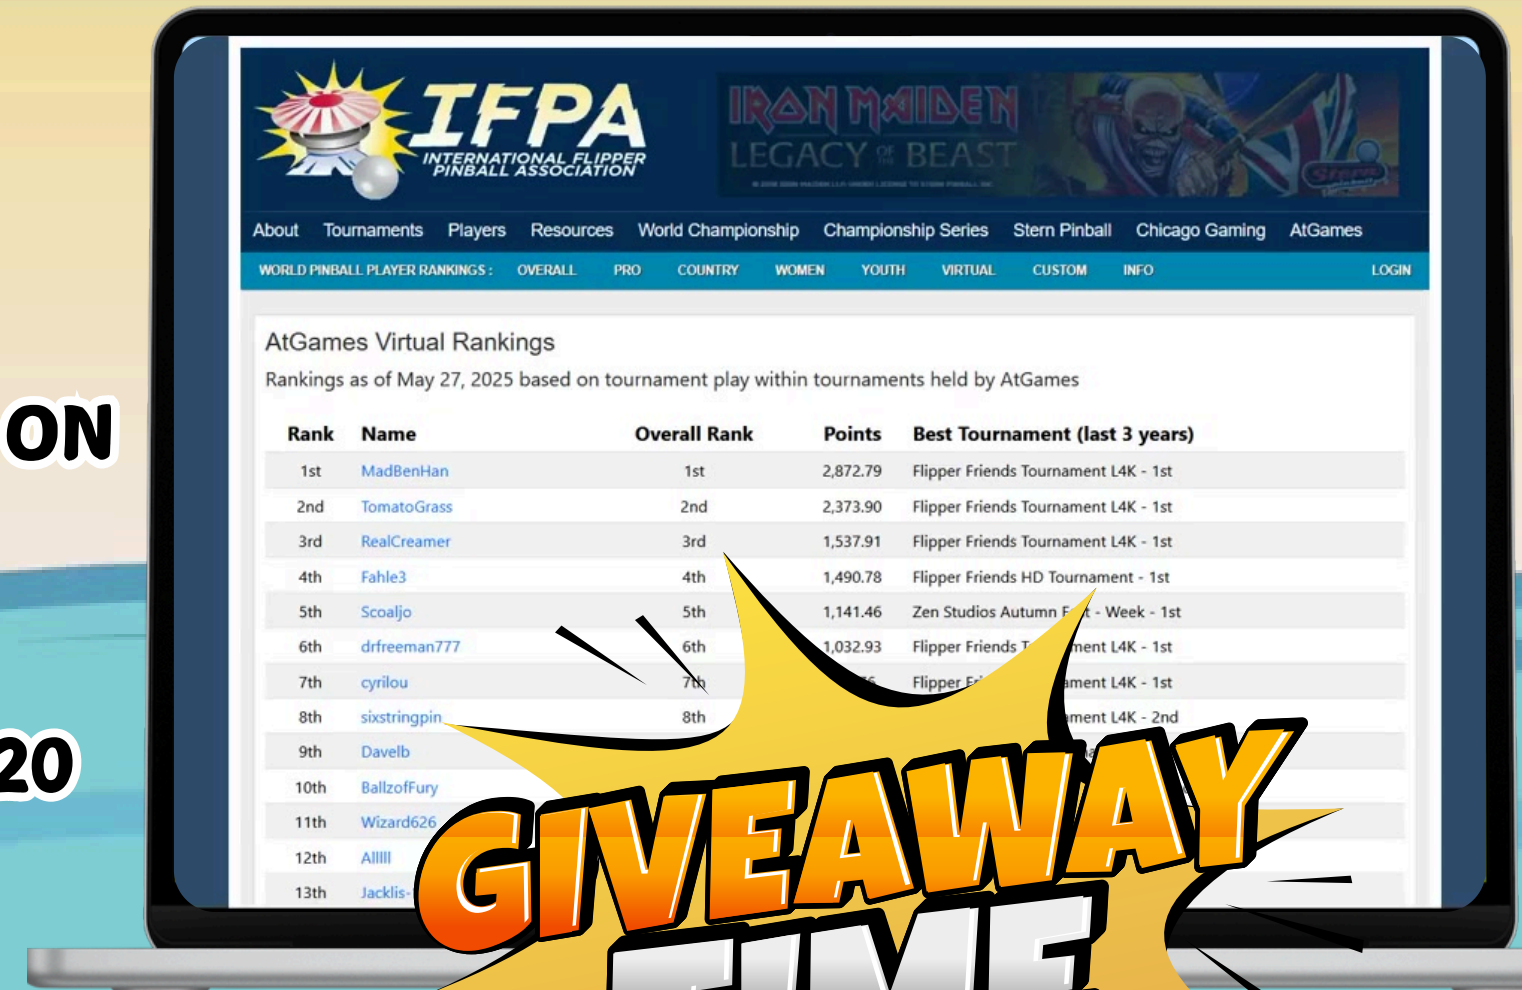 IFPA
INTERNATIONAL FLIPPER
PINBALL ASSOCIATION
IRON MAIDEN
LEGACY OF THE BEAST
Stern
About Tournaments Players Resources World Championship Championship Series Stern Pinball Chicago Gaming AtGames
WORLD PINBALL PLAYER RANKINGS : OVERALL PRO COUNTRY WOMEN YOUTH VIRTUAL CUSTOM INFO LOGIN
AtGames Virtual Rankings
Rankings as of May 27, 2025 based on tournament play within tournaments held by AtGames
Rank Name Overall Rank Points Best Tournament (last 3 years)
1st MadBenHan 1st 2,872.79 Flipper Friends Tournament L4K - 1st
2nd TomatoGrass 2nd 2,373.90 Flipper Friends Tournament L4K - 1st
3rd RealCreamer 3rd 1,537.91 Flipper Friends Tournament L4K - 1st
4th Fahle3 4th 1,490.78 Flipper Friends HD Tournament - 1st
5th Scoaljo 5th 1,141.46 Zen Studios Autumn - Week - 1st
6th drfreeman777 6th 1,032.93 Flipper Friends L4K - 1st
7th cyrilou 7th Flipper L4K - 1st
8th sixstringpin 8th L4K - 2nd
9th Davelb
10th BallzofFury
11th Wizard626
12th
13th Jacklis-
ON
20
GIVEAWAY
TIME